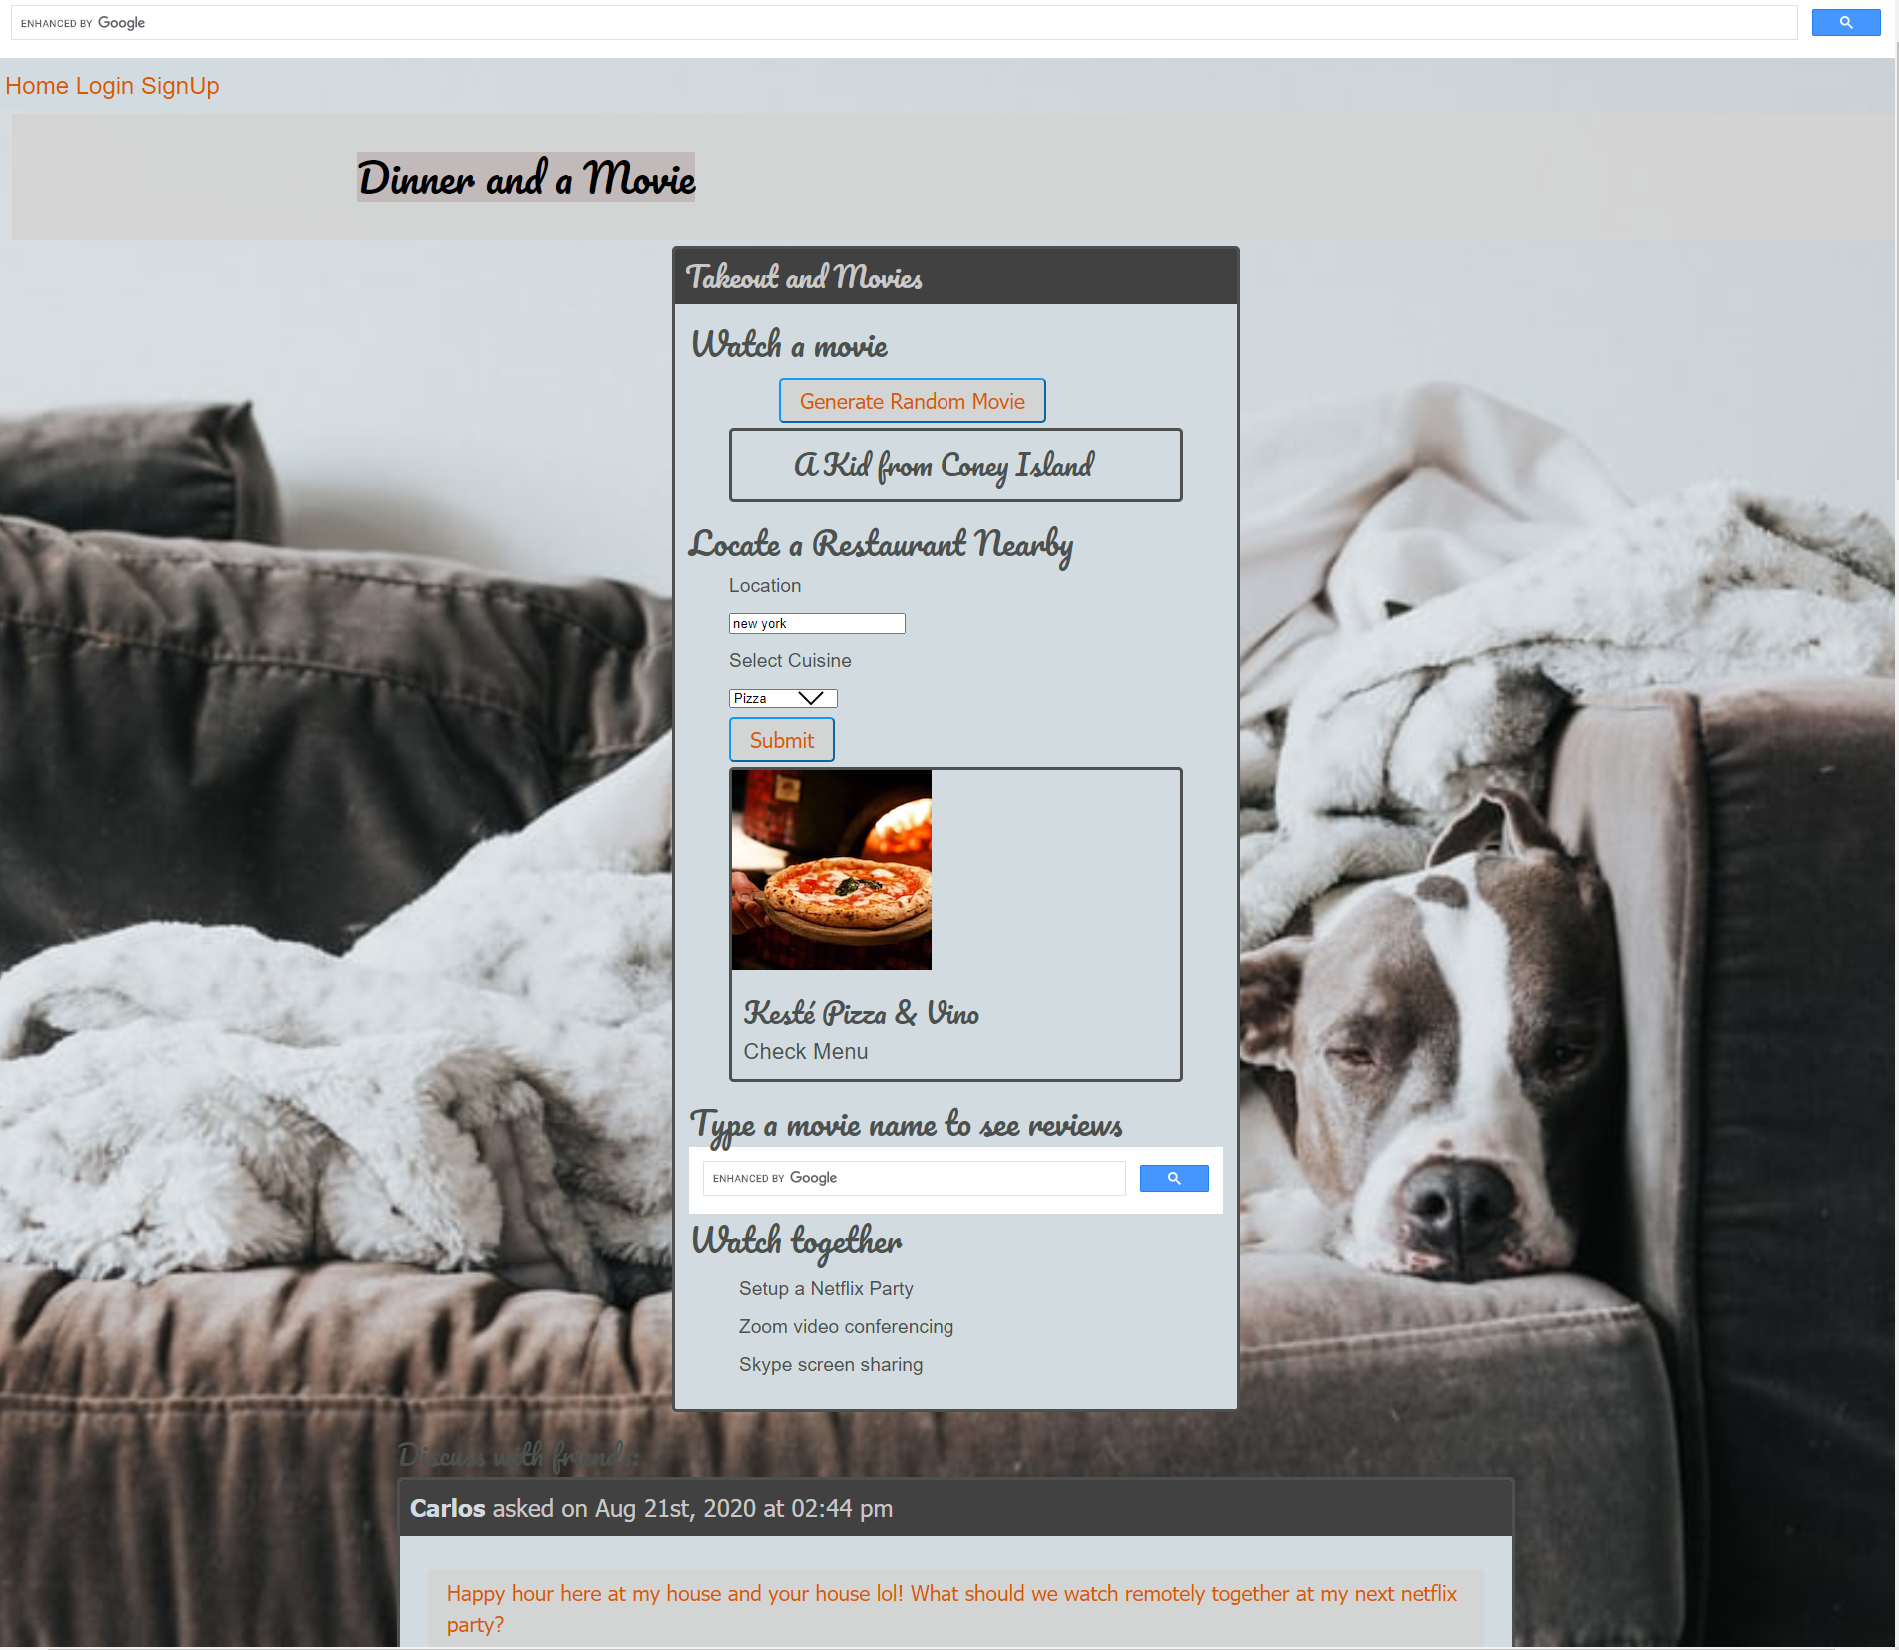 ENHANCED BY Google
Home Login SignUp
Dinner and a Movie
Takeout and Movies
Watch a movie
Generate Random Movie
A Kid from Coney Island
Locate a Restaurant Nearby
Location
new york
Select Cuisine
Pizza
Submit
Kesté Pizza & Vino
Check Menu
Type a movie name to see reviews
ENHANCED BY Google
Watch together
Setup a Netflix Party
Zoom video conferencing
Skype screen sharing
Discuss with friends:
Carlos asked on Aug 21st, 2020 at 02:44 pm
Happy hour here at my house and your house lol! What should we watch remotely together at my next netflix
party?